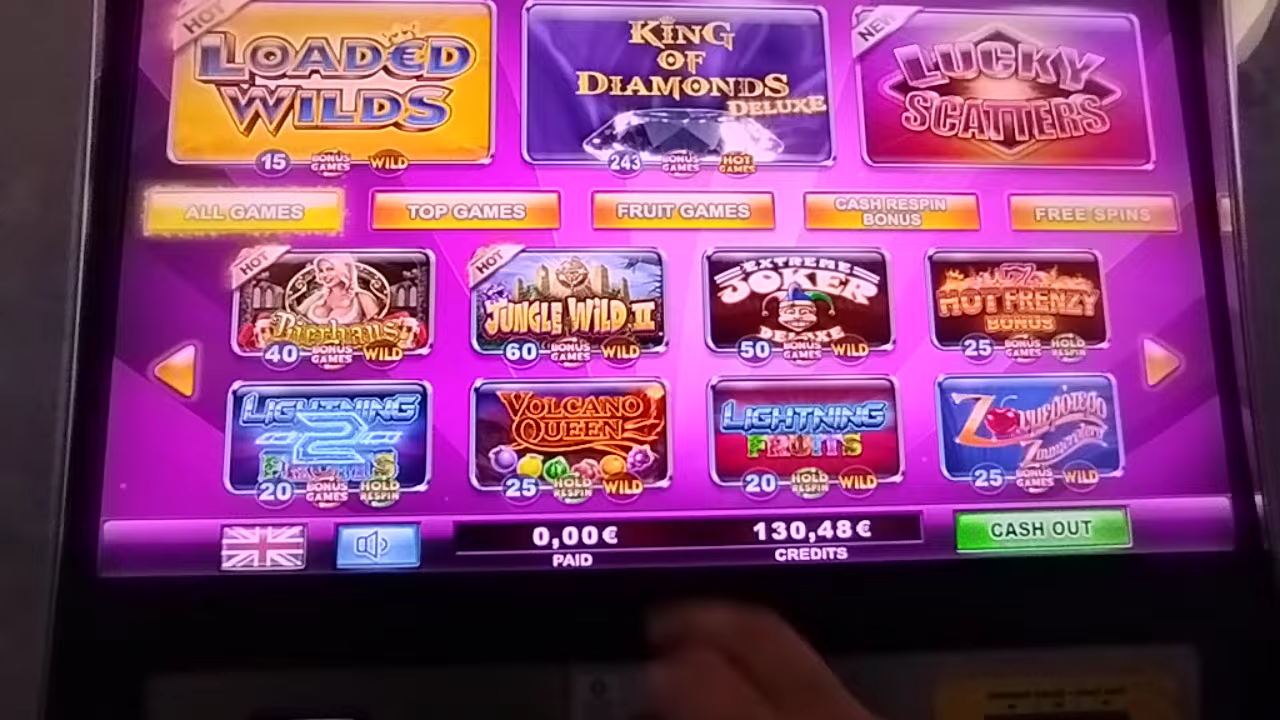 HOT
LOADED
WILDS
15
BONUS
GAMES
WILD
KING
OF
DIAMONDS
DELUXE
243
BONUS
GAMES
HOT
GAMES
NEW
LUCKY
SCATTERS
ALL GAMES
TOP GAMES
FRUIT GAMES
CASH RESPIN
BONUS
FREE SPINS
HOT
Bierhaus
40
BONUS
GAMES
WILD
HOT
JUNGLE WILD II
60
BONUS
GAMES
WILD
EXTREME
JOKER
DELUXE
50
BONUS
GAMES
WILD
HOT FRENZY
BONUS
25
BONUS
GAMES
HOLD
RESPIN
LIGHTNING
2
20
BONUS
GAMES
HOLD
RESPIN
VOLCANO
QUEEN
25
HOLD
RESPIN
WILD
LIGHTNING
FRUITS
20
HOLD
RESPIN
WILD
25
BONUS
GAMES
WILD
0,00€
PAID
130,48€
CREDITS
CASH OUT